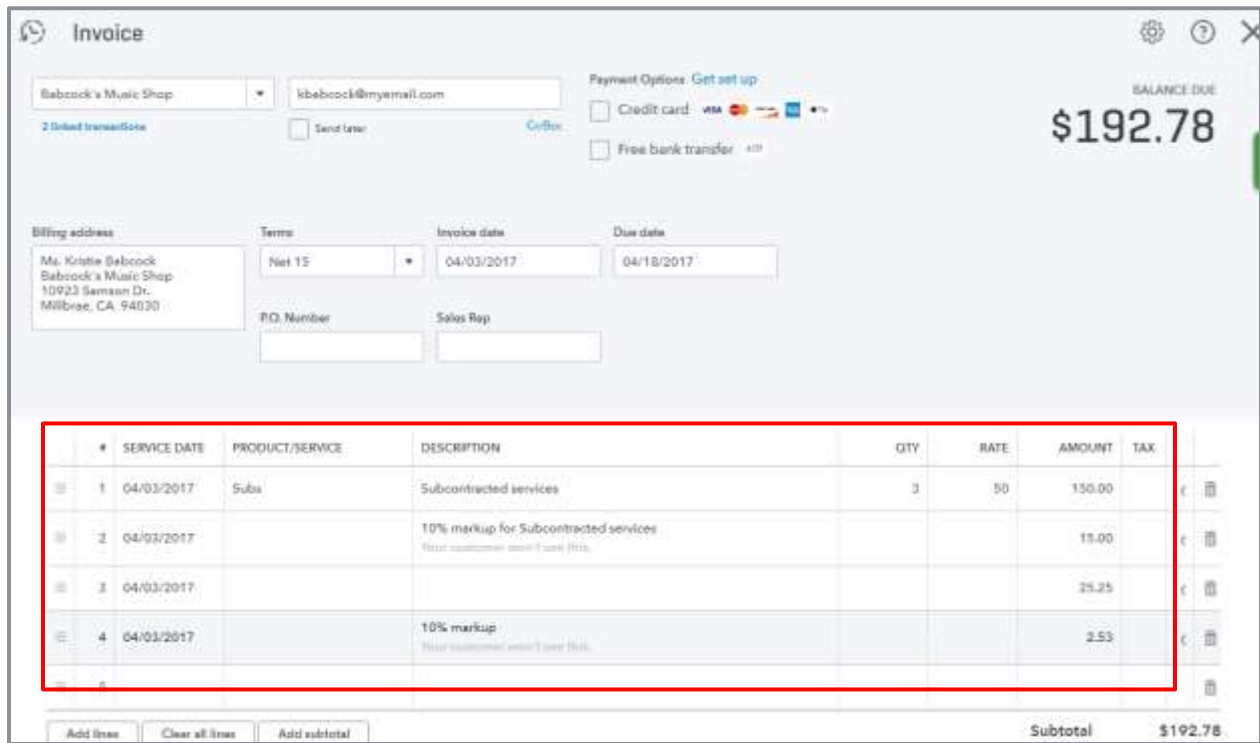 Invoice
Babcock's Music Shop kbabcock@myemail.com Payment Options Get set up BALANCE DUE
2 linked transactions Send later Cc/Bcc Credit card VISA $192.78
Free bank transfer
Billing address Terms Invoice date Due date
Ms. Kristie Babcock Net 15 04/03/2017 04/18/2017
Babcock's Music Shop
10923 Samson Dr.
Millbrae, CA 94030
P.O. Number Sales Rep
# SERVICE DATE PRODUCT/SERVICE DESCRIPTION QTY RATE AMOUNT TAX
1 04/03/2017 Subs Subcontracted services 3 50 150.00
2 04/03/2017 10% markup for Subcontracted services 15.00
Your customer won't see this.
3 04/03/2017 25.25
4 04/03/2017 10% markup 2.53
Your customer won't see this.
5
Add lines Clear all lines Add subtotal Subtotal $192.78